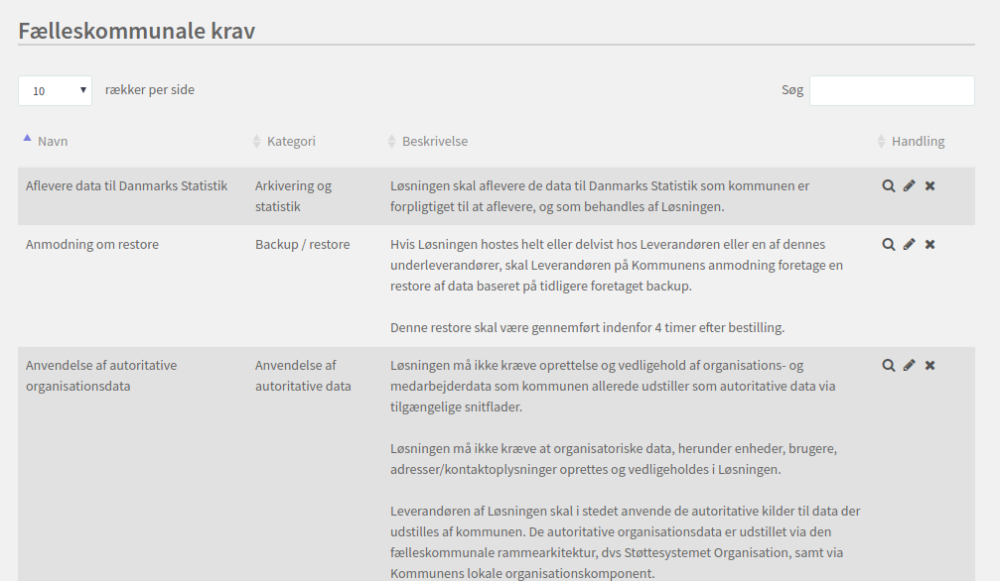 Fælleskommunale krav
10 rækker per side Søg
Navn Kategori Beskrivelse Handling
Aflevere data til Danmarks Statistik
Arkivering og
statistik
Løsningen skal aflevere de data til Danmarks Statistik som kommunen er
forpligtiget til at aflevere, og som behandles af Løsningen.
Anmodning om restore
Backup / restore
Hvis Løsningen hostes helt eller delvist hos Leverandøren eller en af dennes
underleverandører, skal Leverandøren på Kommunens anmodning foretage en
restore af data baseret på tidligere foretaget backup.
Denne restore skal være gennemført indenfor 4 timer efter bestilling.
Anvendelse af autoritative
organisationsdata
Anvendelse af
autoritative data
Løsningen må ikke kræve oprettelse og vedligehold af organisations- og
medarbejderdata som kommunen allerede udstiller som autoritative data via
tilgængelige snitflader.
Løsningen må ikke kræve at organisatoriske data, herunder enheder, brugere,
adresser/kontaktoplysninger oprettes og vedligeholdes i Løsningen.
Leverandøren af Løsningen skal i stedet anvende de autoritative kilder til data der
udstilles af kommunen. De autoritative organisationsdata er udstillet via den
fælleskommunale rammearkitektur, dvs Støttesystemet Organisation, samt via
Kommunens lokale organisationskomponent.